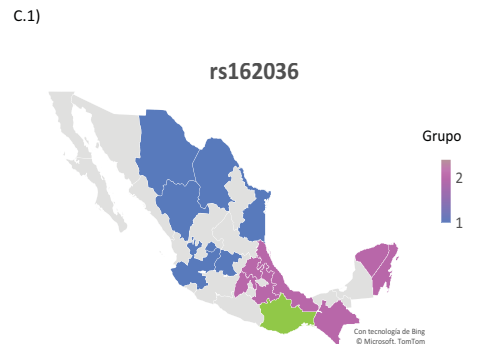 C.1)
rs162036
Grupo
2
1
Con tecnología de Bing
© Microsoft, TomTom